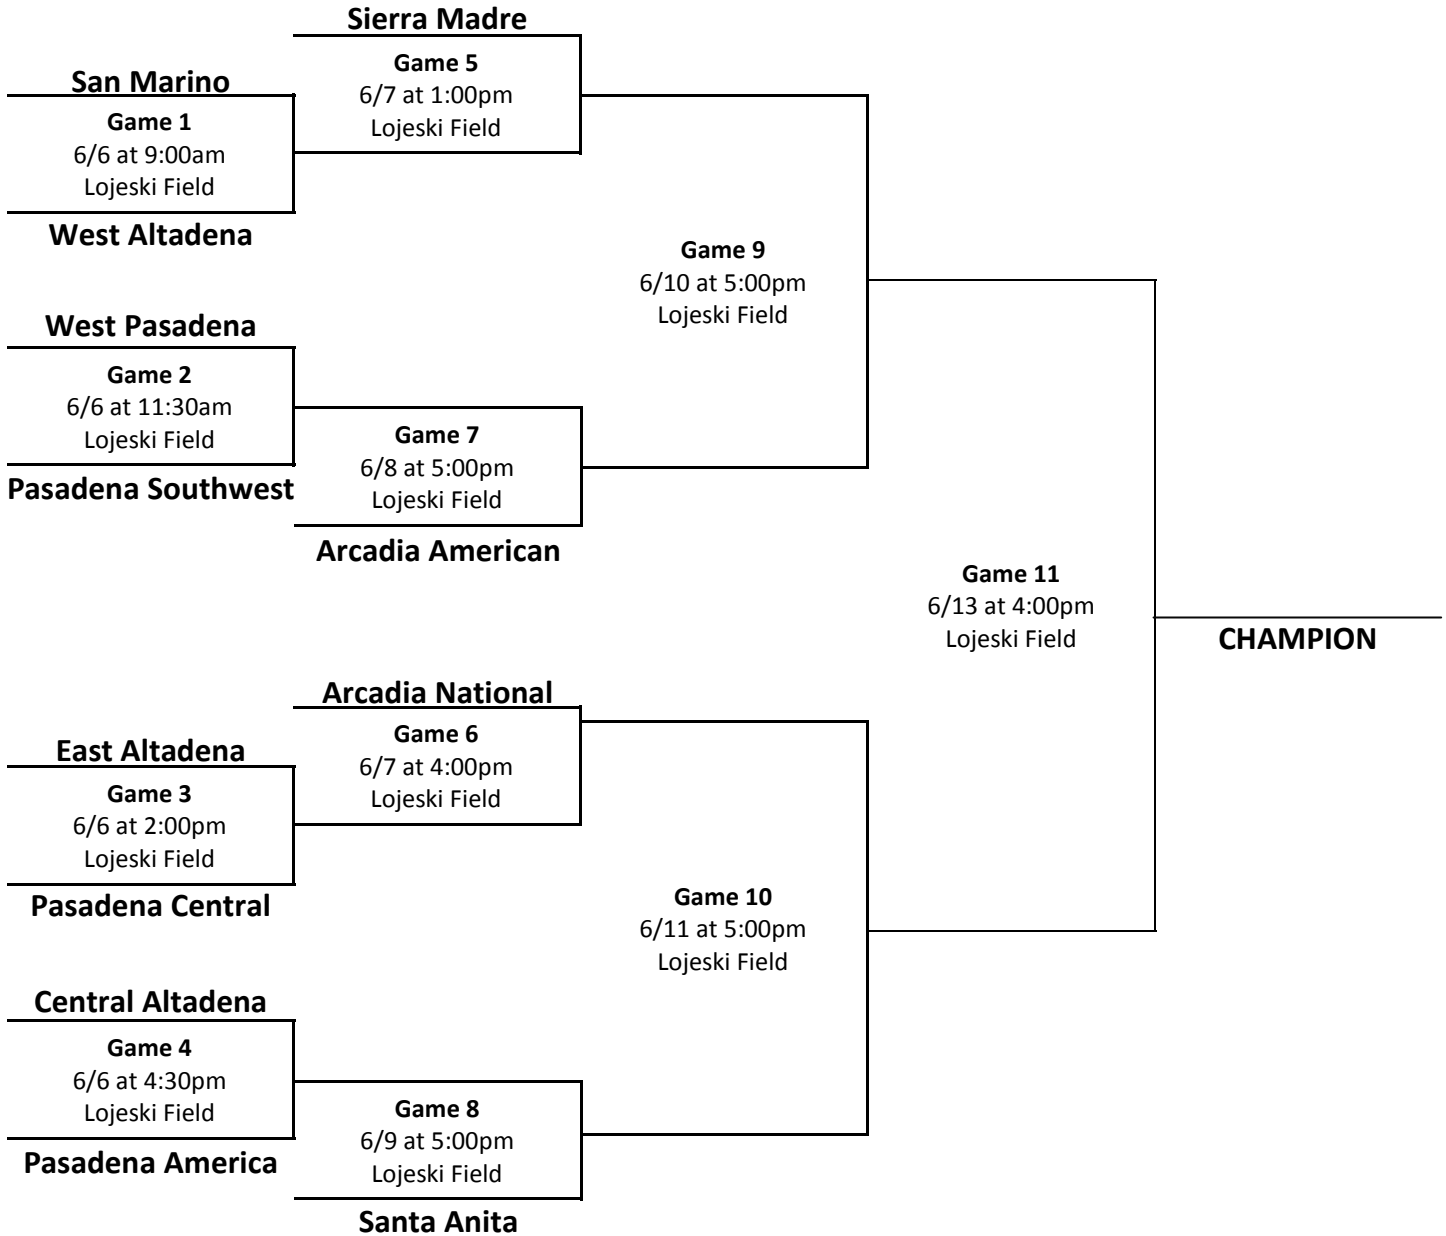 Sierra Madre
Game 5
6/7 at 1:00pm
Lojeski Field
San Marino
Game 1
6/6 at 9:00am
Lojeski Field
West Altadena
Game 9
6/10 at 5:00pm
Lojeski Field
West Pasadena
Game 2
6/6 at 11:30am
Lojeski Field
Pasadena Southwest
Game 7
6/8 at 5:00pm
Lojeski Field
Arcadia American
Game 11
6/13 at 4:00pm
Lojeski Field
CHAMPION
Arcadia National
Game 6
6/7 at 4:00pm
Lojeski Field
East Altadena
Game 3
6/6 at 2:00pm
Lojeski Field
Pasadena Central
Game 10
6/11 at 5:00pm
Lojeski Field
Central Altadena
Game 4
6/6 at 4:30pm
Lojeski Field
Pasadena America
Game 8
6/9 at 5:00pm
Lojeski Field
Santa Anita